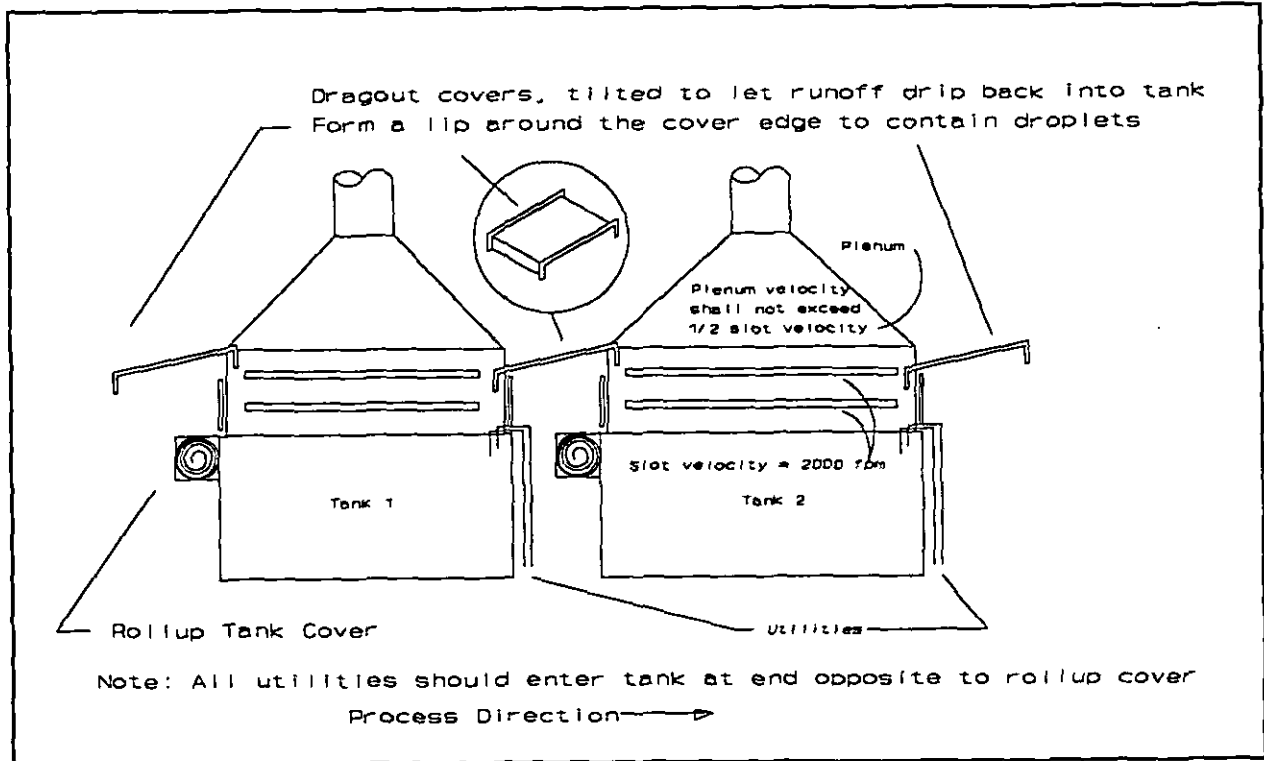 Dragout covers, tilted to let runoff drip back into tank
Form a lip around the cover edge to contain droplets
Plenum
Plenum velocity
shall not exceed
1/2 slot velocity
Slot velocity = 2000 fpm
Tank 1
Tank 2
Rollup Tank Cover
Utilities
Note: All utilities should enter tank at end opposite to rollup cover
Process Direction